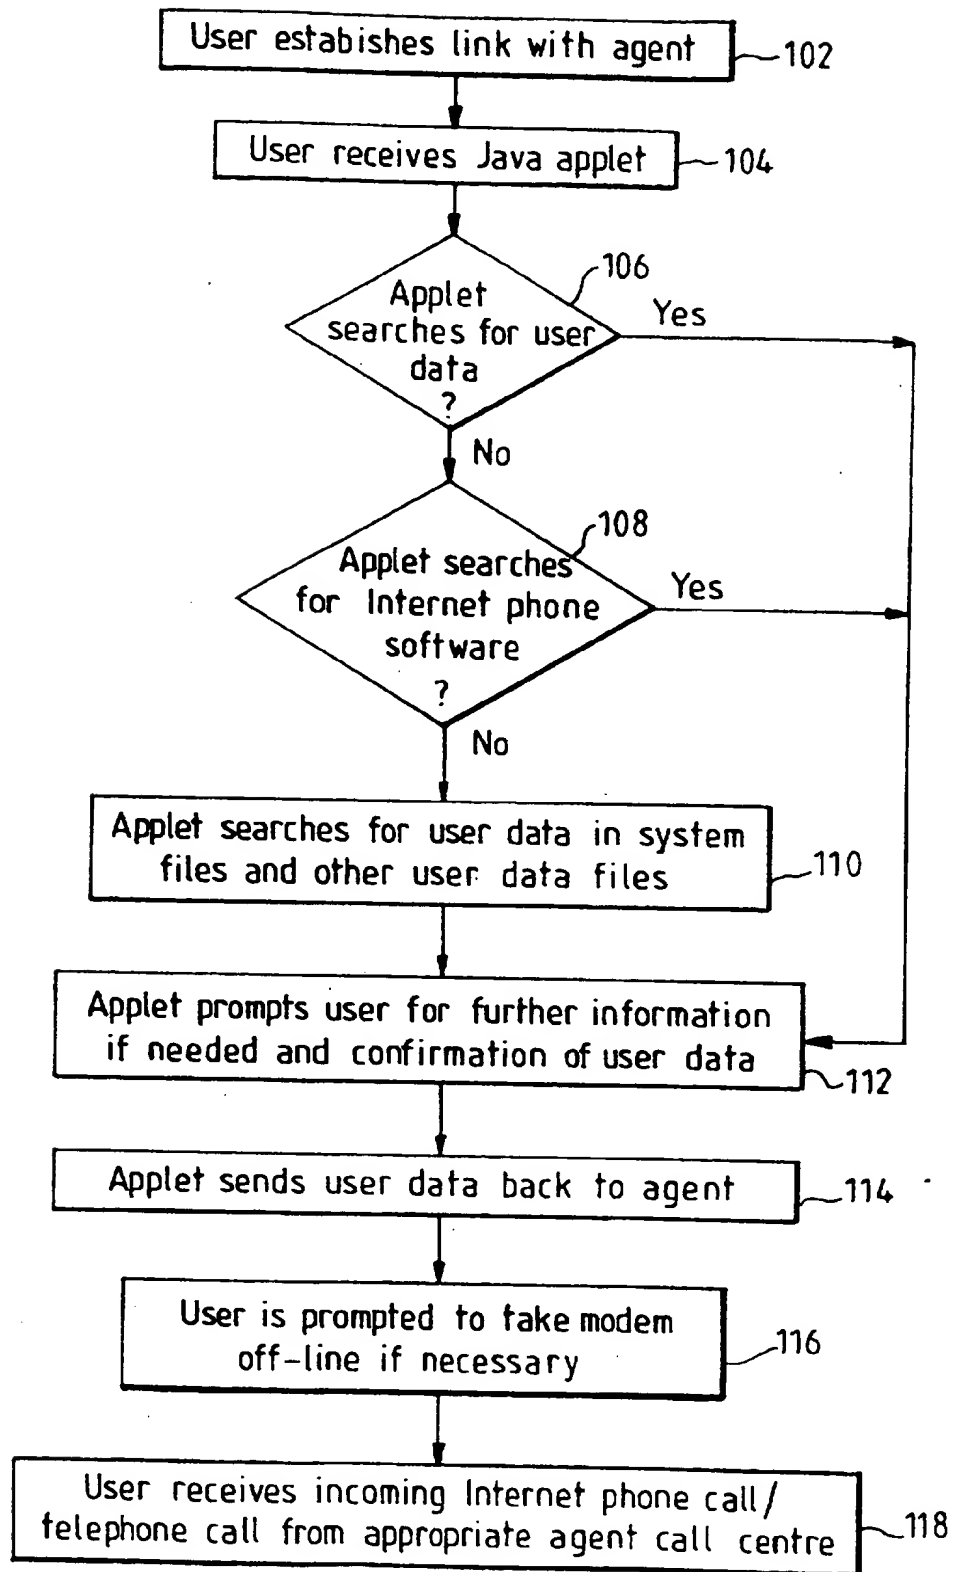 User estabishes link with agent
102
User receives Java applet
104
106
Applet
searches for user
data
?
Yes
No
108
Applet searches
for Internet phone
software
?
Yes
No
Applet searches for user data in system
files and other user data files
110
Applet prompts user for further information
if needed and confirmation of user data
112
Applet sends user data back to agent
114
User is prompted to take modem
off-line if necessary
116
User receives incoming Internet phone call/
telephone call from appropriate agent call centre
118